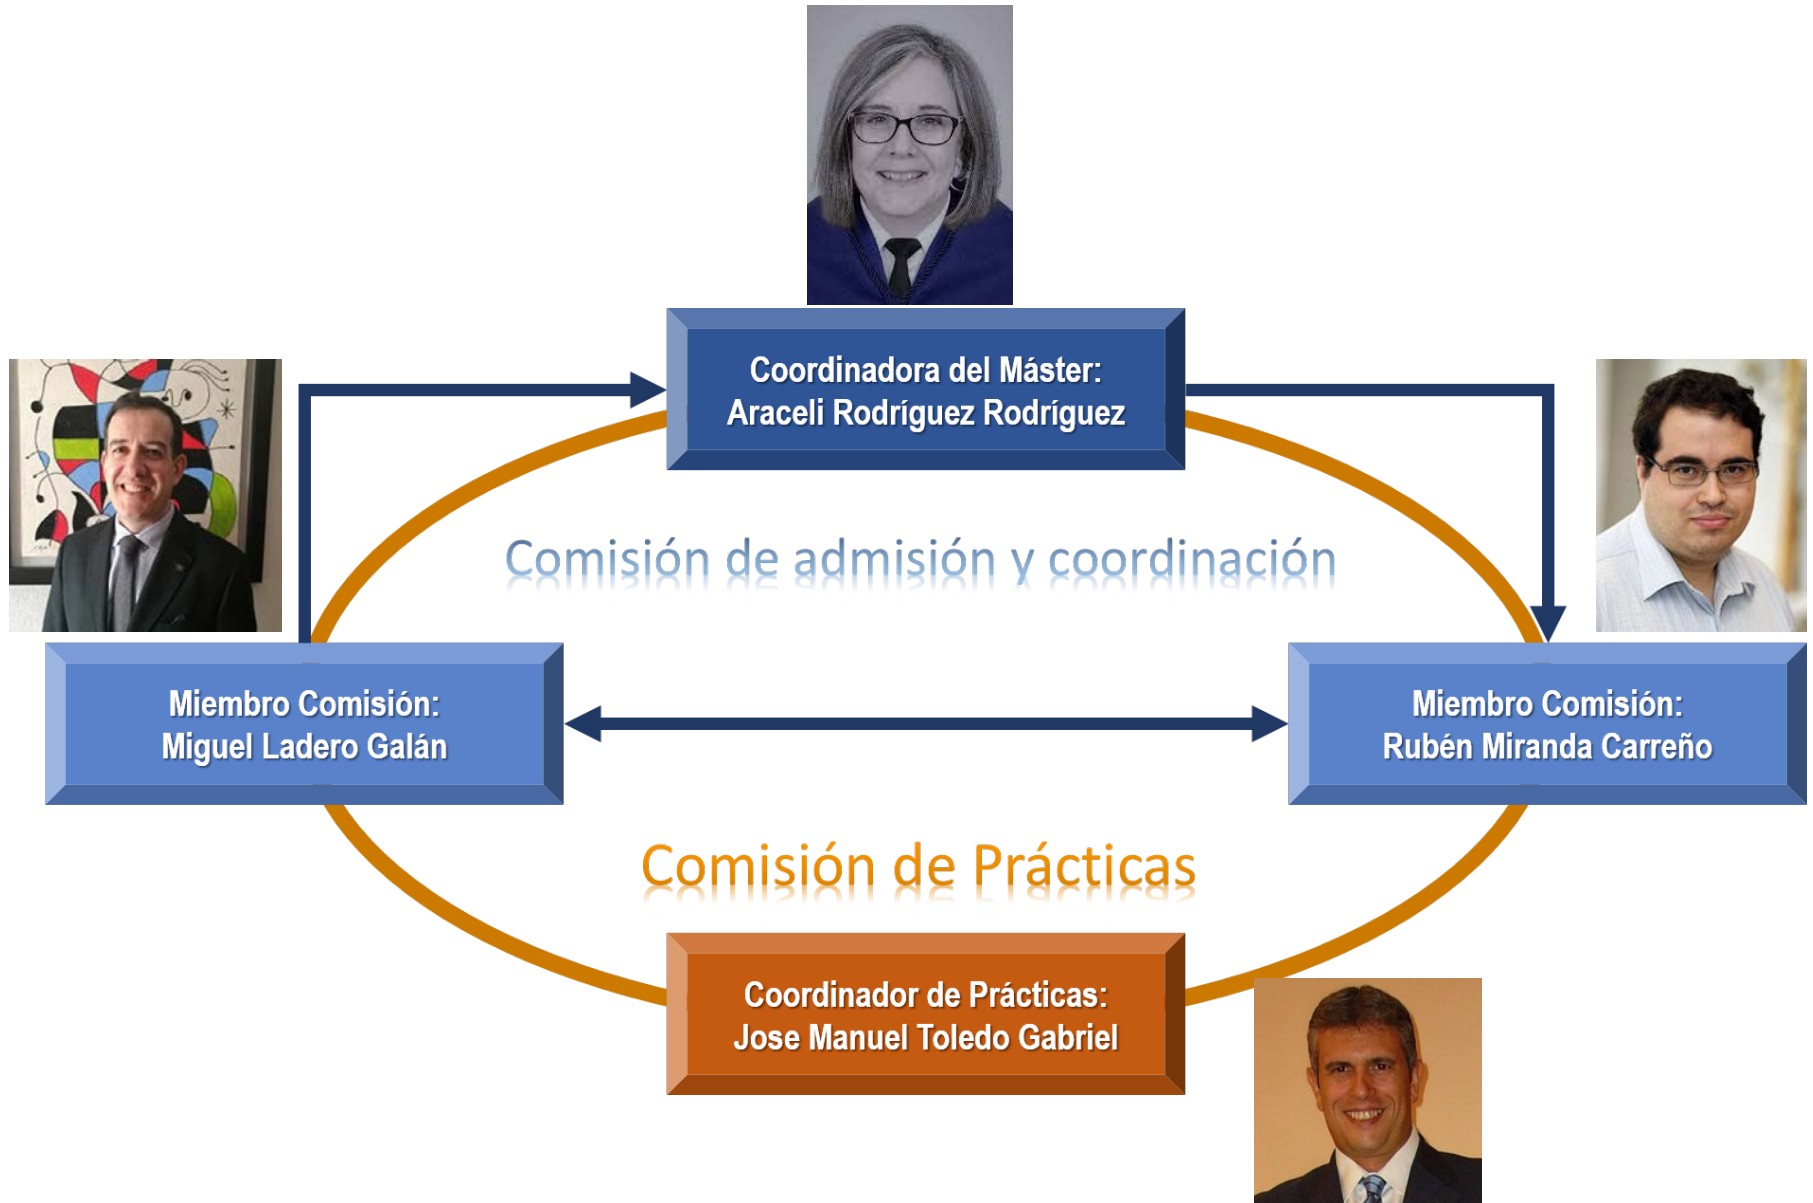 Coordinadora del Máster:
Araceli Rodríguez Rodríguez
Comisión de admisión y coordinación
Miembro Comisión:
Miguel Ladero Galán
Miembro Comisión:
Rubén Miranda Carreño
Comisión de Prácticas
Coordinador de Prácticas:
Jose Manuel Toledo Gabriel